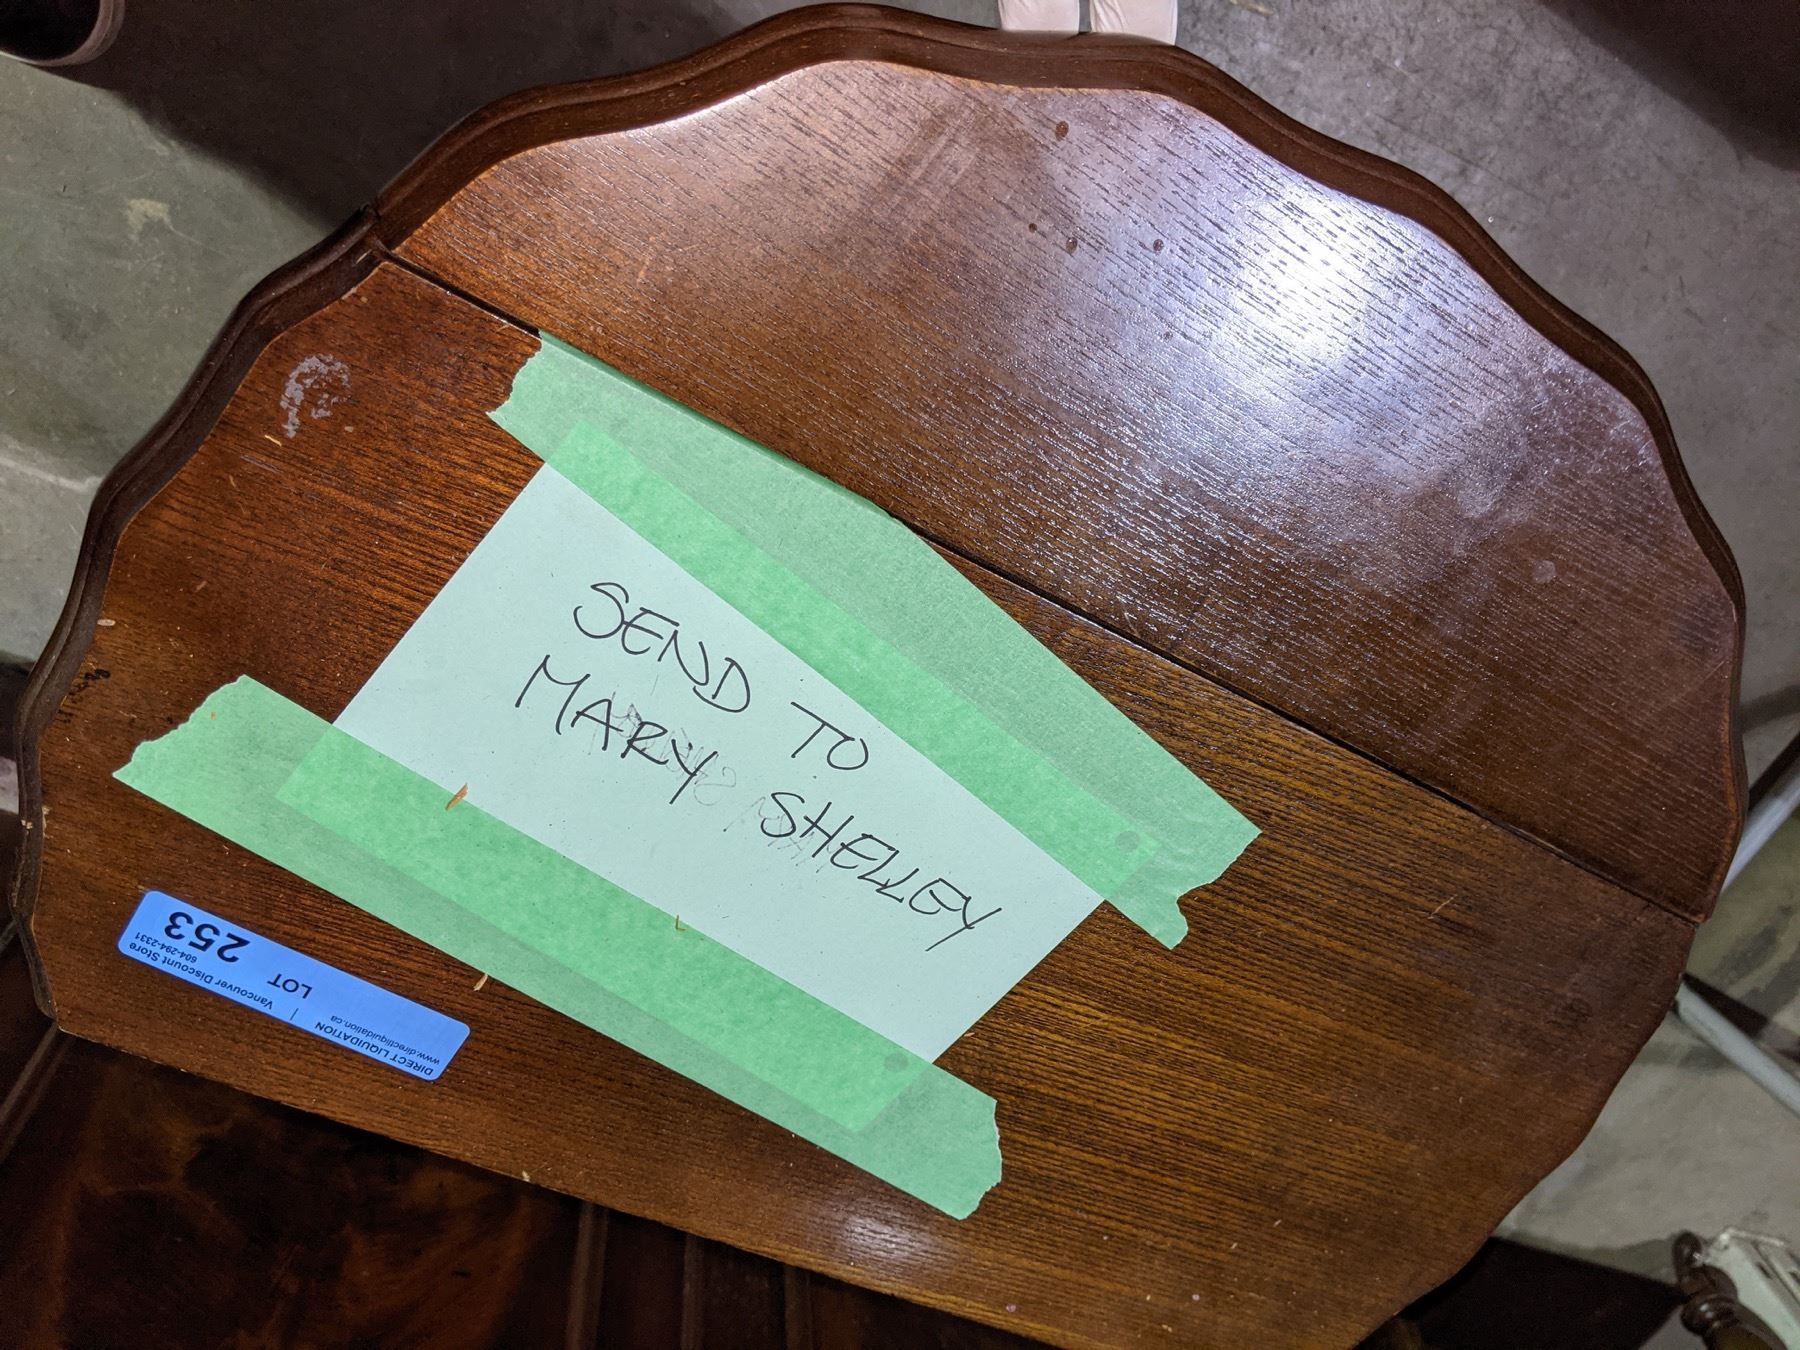 SEND TO
MARY SHELLEY
DIRECT LIQUIDATION
www.directliquidation.ca
Vancouver Discount Store
604-294-2331
LOT 253